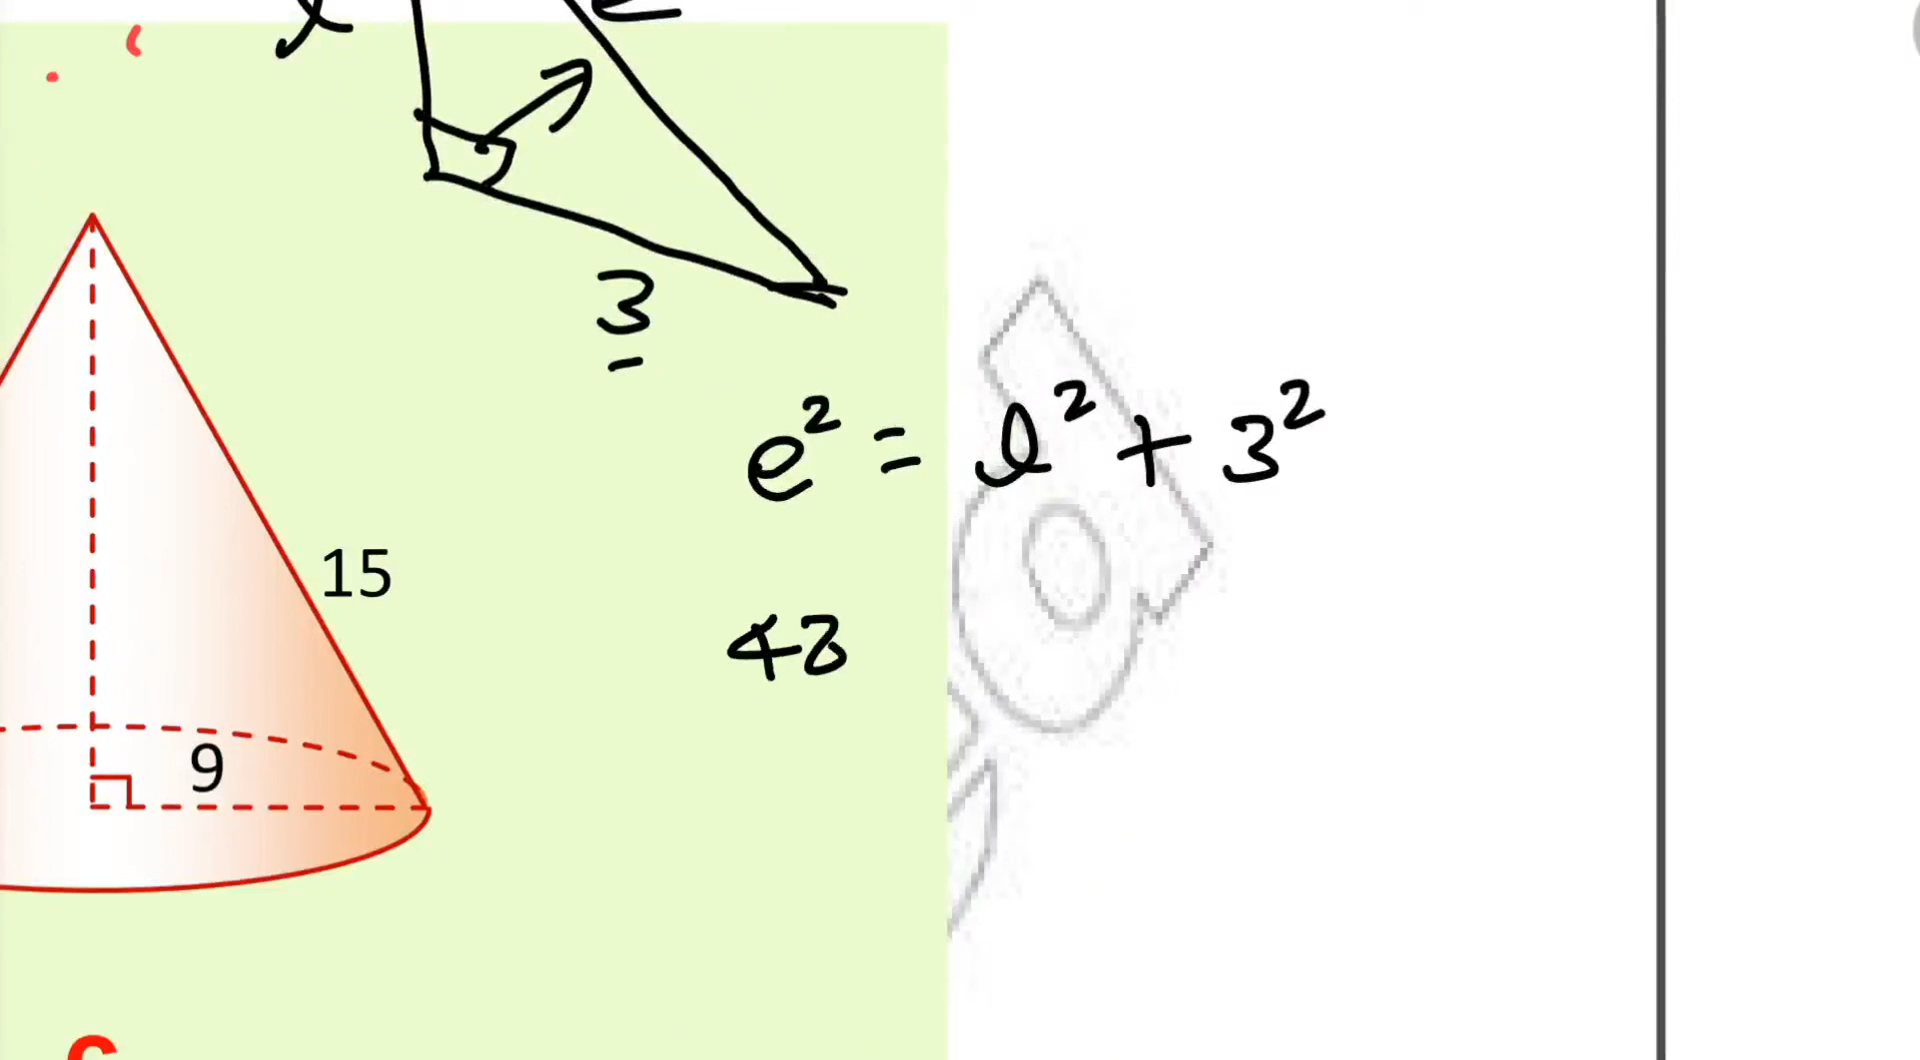 3
e² = l² + 3²
15
48
9